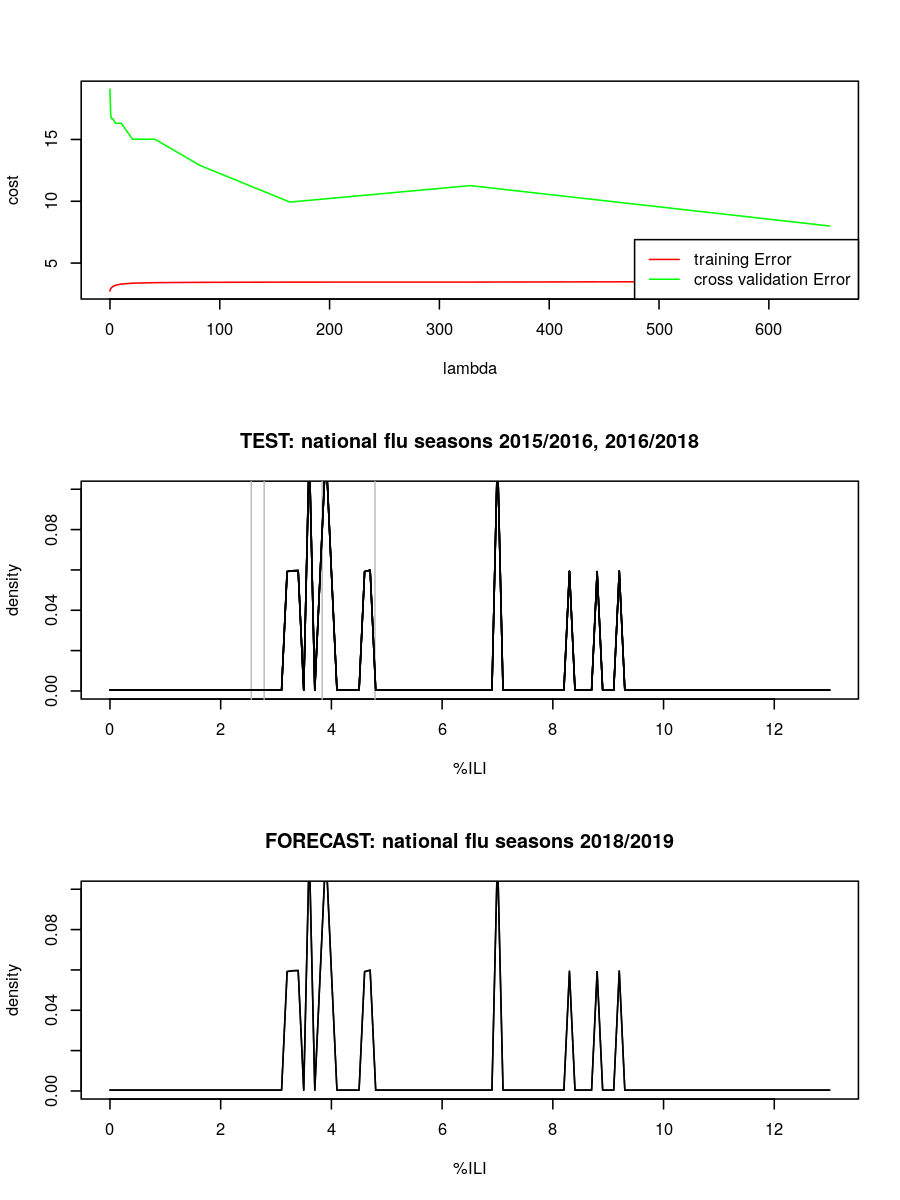 cost
5
10
15
training Error
cross validation Error
0 100 200 300 400 500 600
lambda
TEST: national flu seasons 2015/2016, 2016/2018
density
0.00 0.04 0.08
0 2 4 6 8 10 12
%ILI
FORECAST: national flu seasons 2018/2019
density
0.00 0.04 0.08
0 2 4 6 8 10 12
%ILI